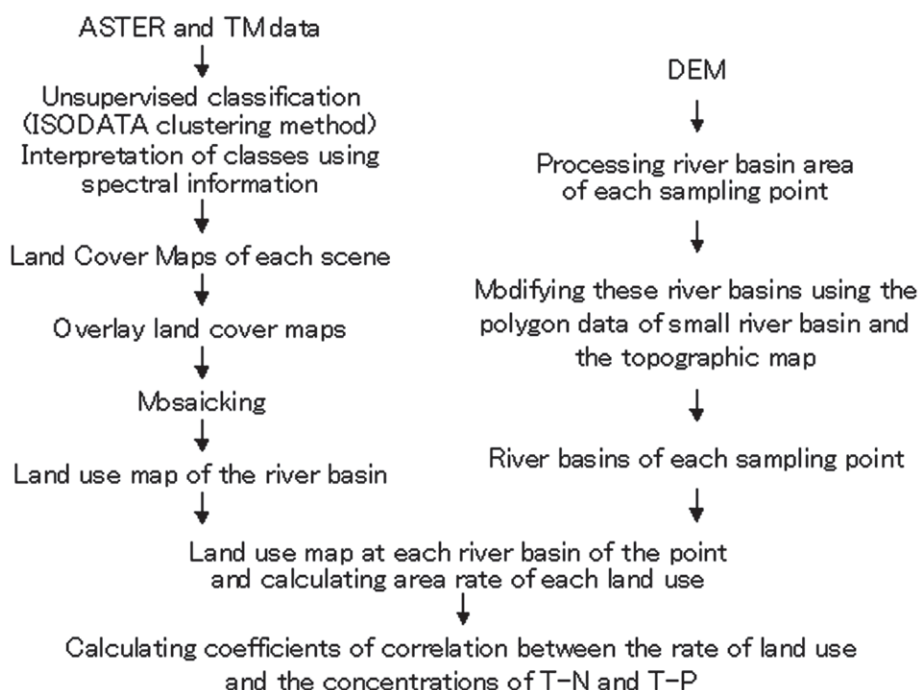 ASTER and TM data
Unsupervised classification
(ISODATA clustering method)
Interpretation of classes using
spectral information
Land Cover Maps of each scene
Overlay land cover maps
Mosaicking
Land use map of the river basin
DEM
Processing river basin area
of each sampling point
Modifying these river basins using the
polygon data of small river basin and
the topographic map
River basins of each sampling point
Land use map at each river basin of the point
and calculating area rate of each land use
Calculating coefficients of correlation between the rate of land use
and the concentrations of T-N and T-P